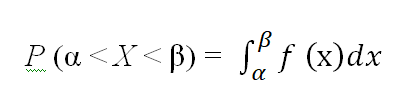 P (α < X < β) = ∫_α^β f (x)dx